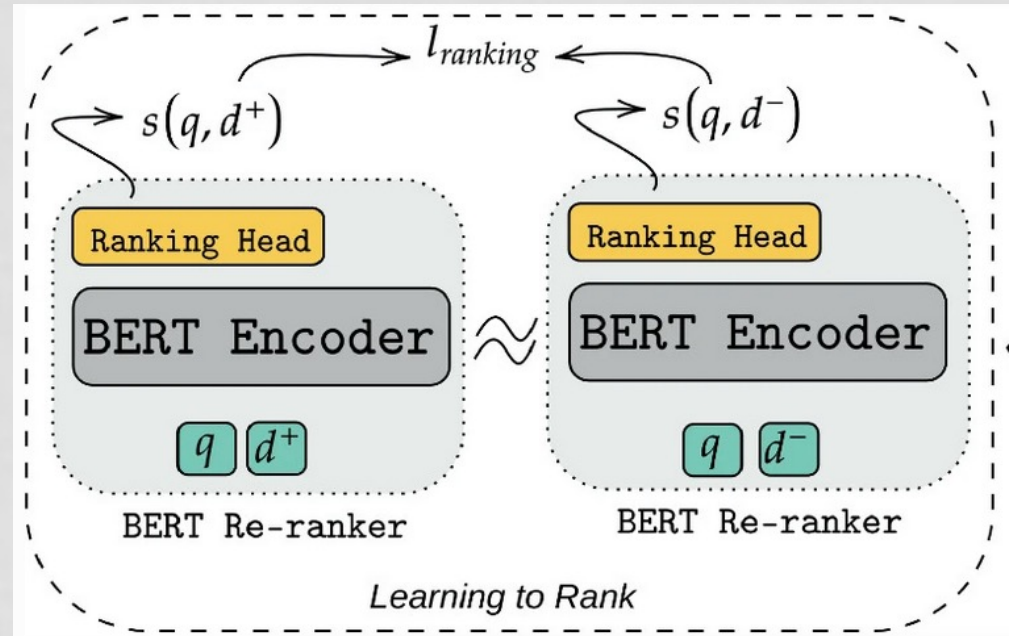 l_ranking
s(q, d⁺)
s(q, d⁻)
Ranking Head
Ranking Head
BERT Encoder
≈
BERT Encoder
q d⁺
q d⁻
BERT Re-ranker
BERT Re-ranker
Learning to Rank